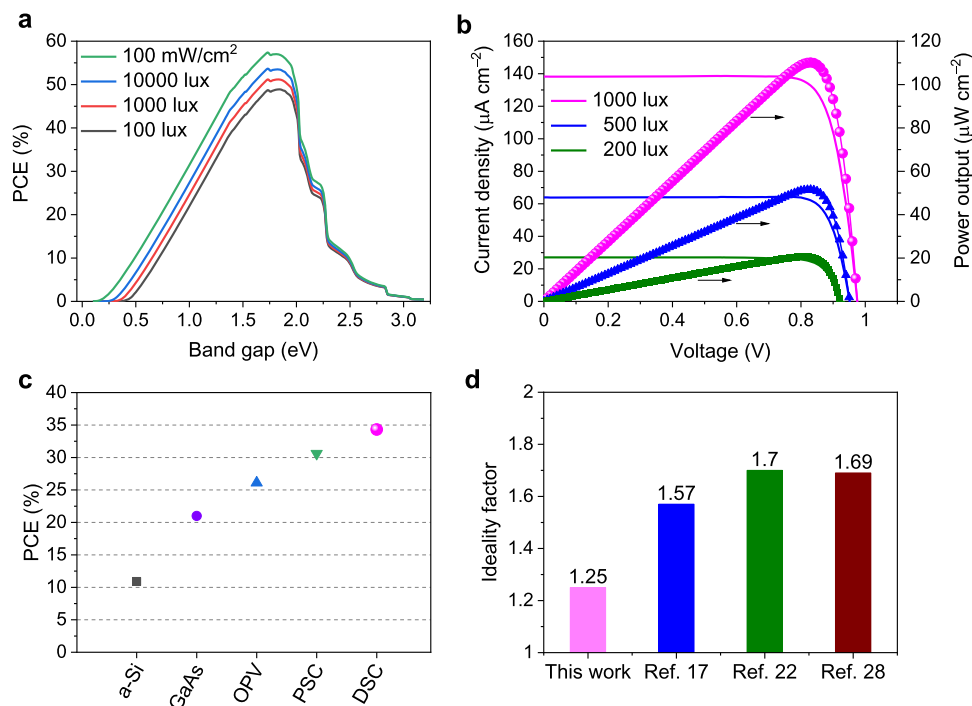 a
PCE (%)
60
50
40
30
20
10
0
100 mW/cm²
10000 lux
1000 lux
100 lux
0.0 0.5 1.0 1.5 2.0 2.5 3.0
Band gap (eV)
b
Current density (μA cm⁻²)
160
140
120
100
80
60
40
20
0
1000 lux
500 lux
200 lux
120
100
80
60
40
20
0
Power output (μW cm⁻²)
0 0.2 0.4 0.6 0.8 1
Voltage (V)
c
PCE (%)
40
35
30
25
20
15
10
5
0
a-Si GaAs OPV PSC DSC
d
Ideality factor
2
1.8
1.6
1.4
1.2
1
1.25
1.57
1.7
1.69
This work Ref. 17 Ref. 22 Ref. 28